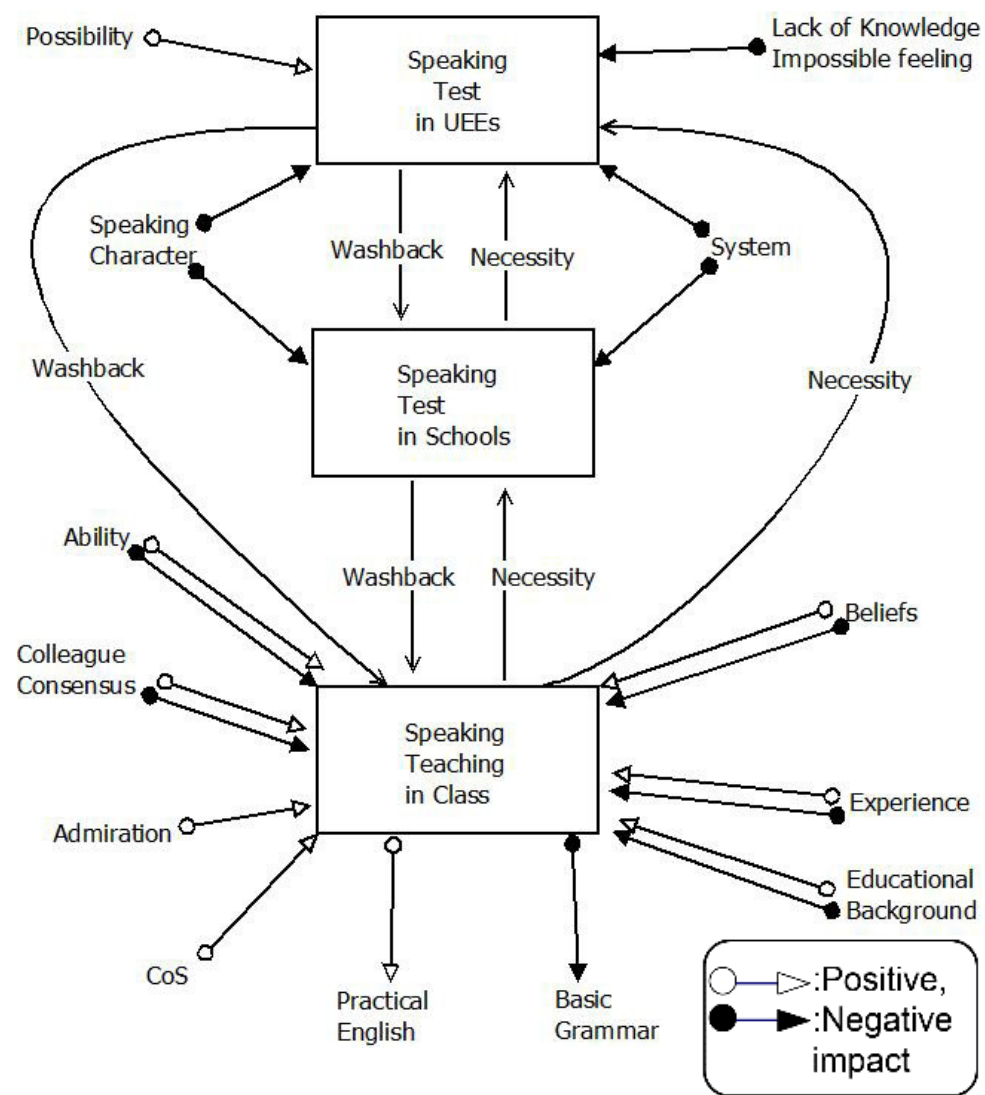 Possibility
Speaking
Test
in UEEs
Lack of Knowledge
Impossible feeling
Speaking
Character
Washback
Necessity
System
Washback
Speaking
Test
in Schools
Necessity
Ability
Washback
Necessity
Beliefs
Colleague
Consensus
Speaking
Teaching
in Class
Experience
Admiration
Educational
Background
CoS
Practical
English
Basic
Grammar
:Positive,
:Negative
impact